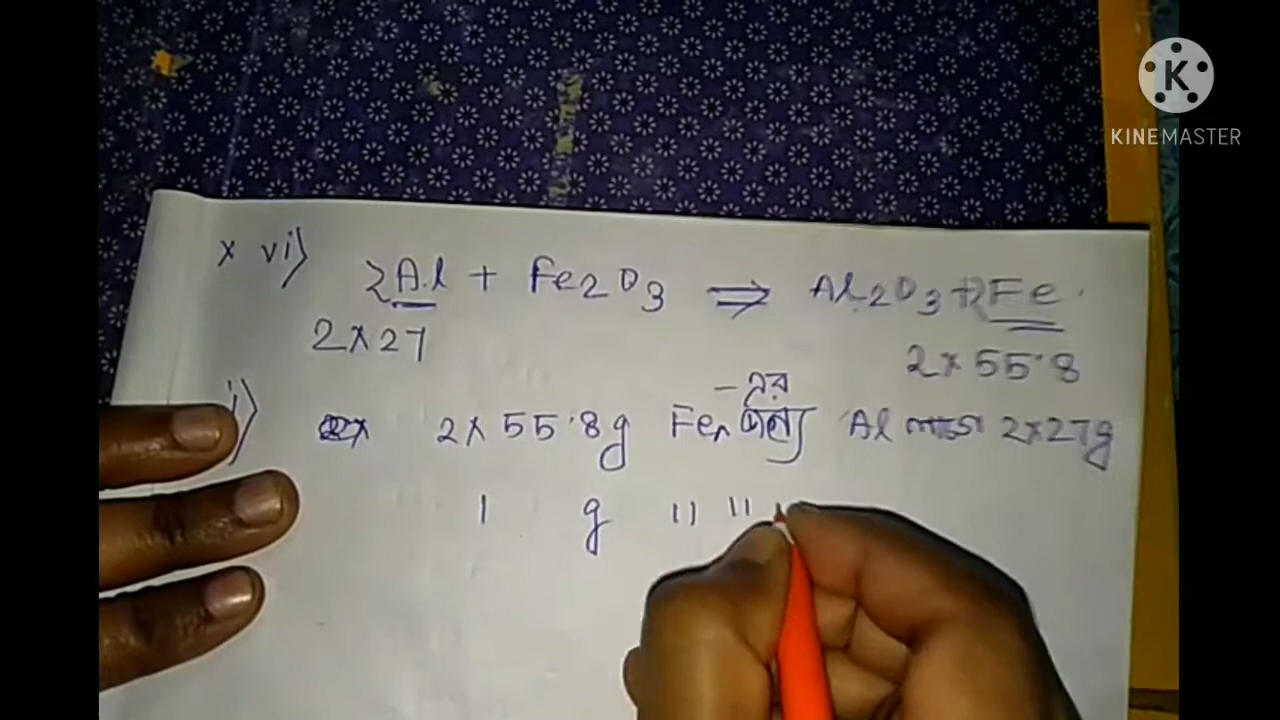 KINEMASTER
x vi) 2Al + Fe2O3 ⇒ Al2O3 + 2Fe
2×27 2×55.8
-এর
i) 2×55.8g Fe জন্য Al লাগে 2×27g
1 g " "